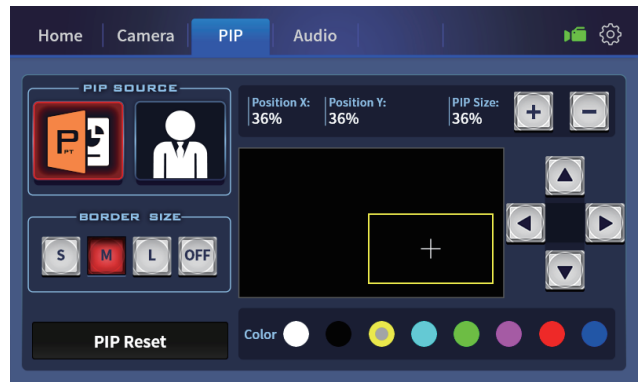 Home Camera PIP Audio
PIP SOURCE
P
PT
Position X: Position Y: PIP Size:
36% 36% 36%
+ −
BORDER SIZE
S M L OFF
PIP Reset
Color